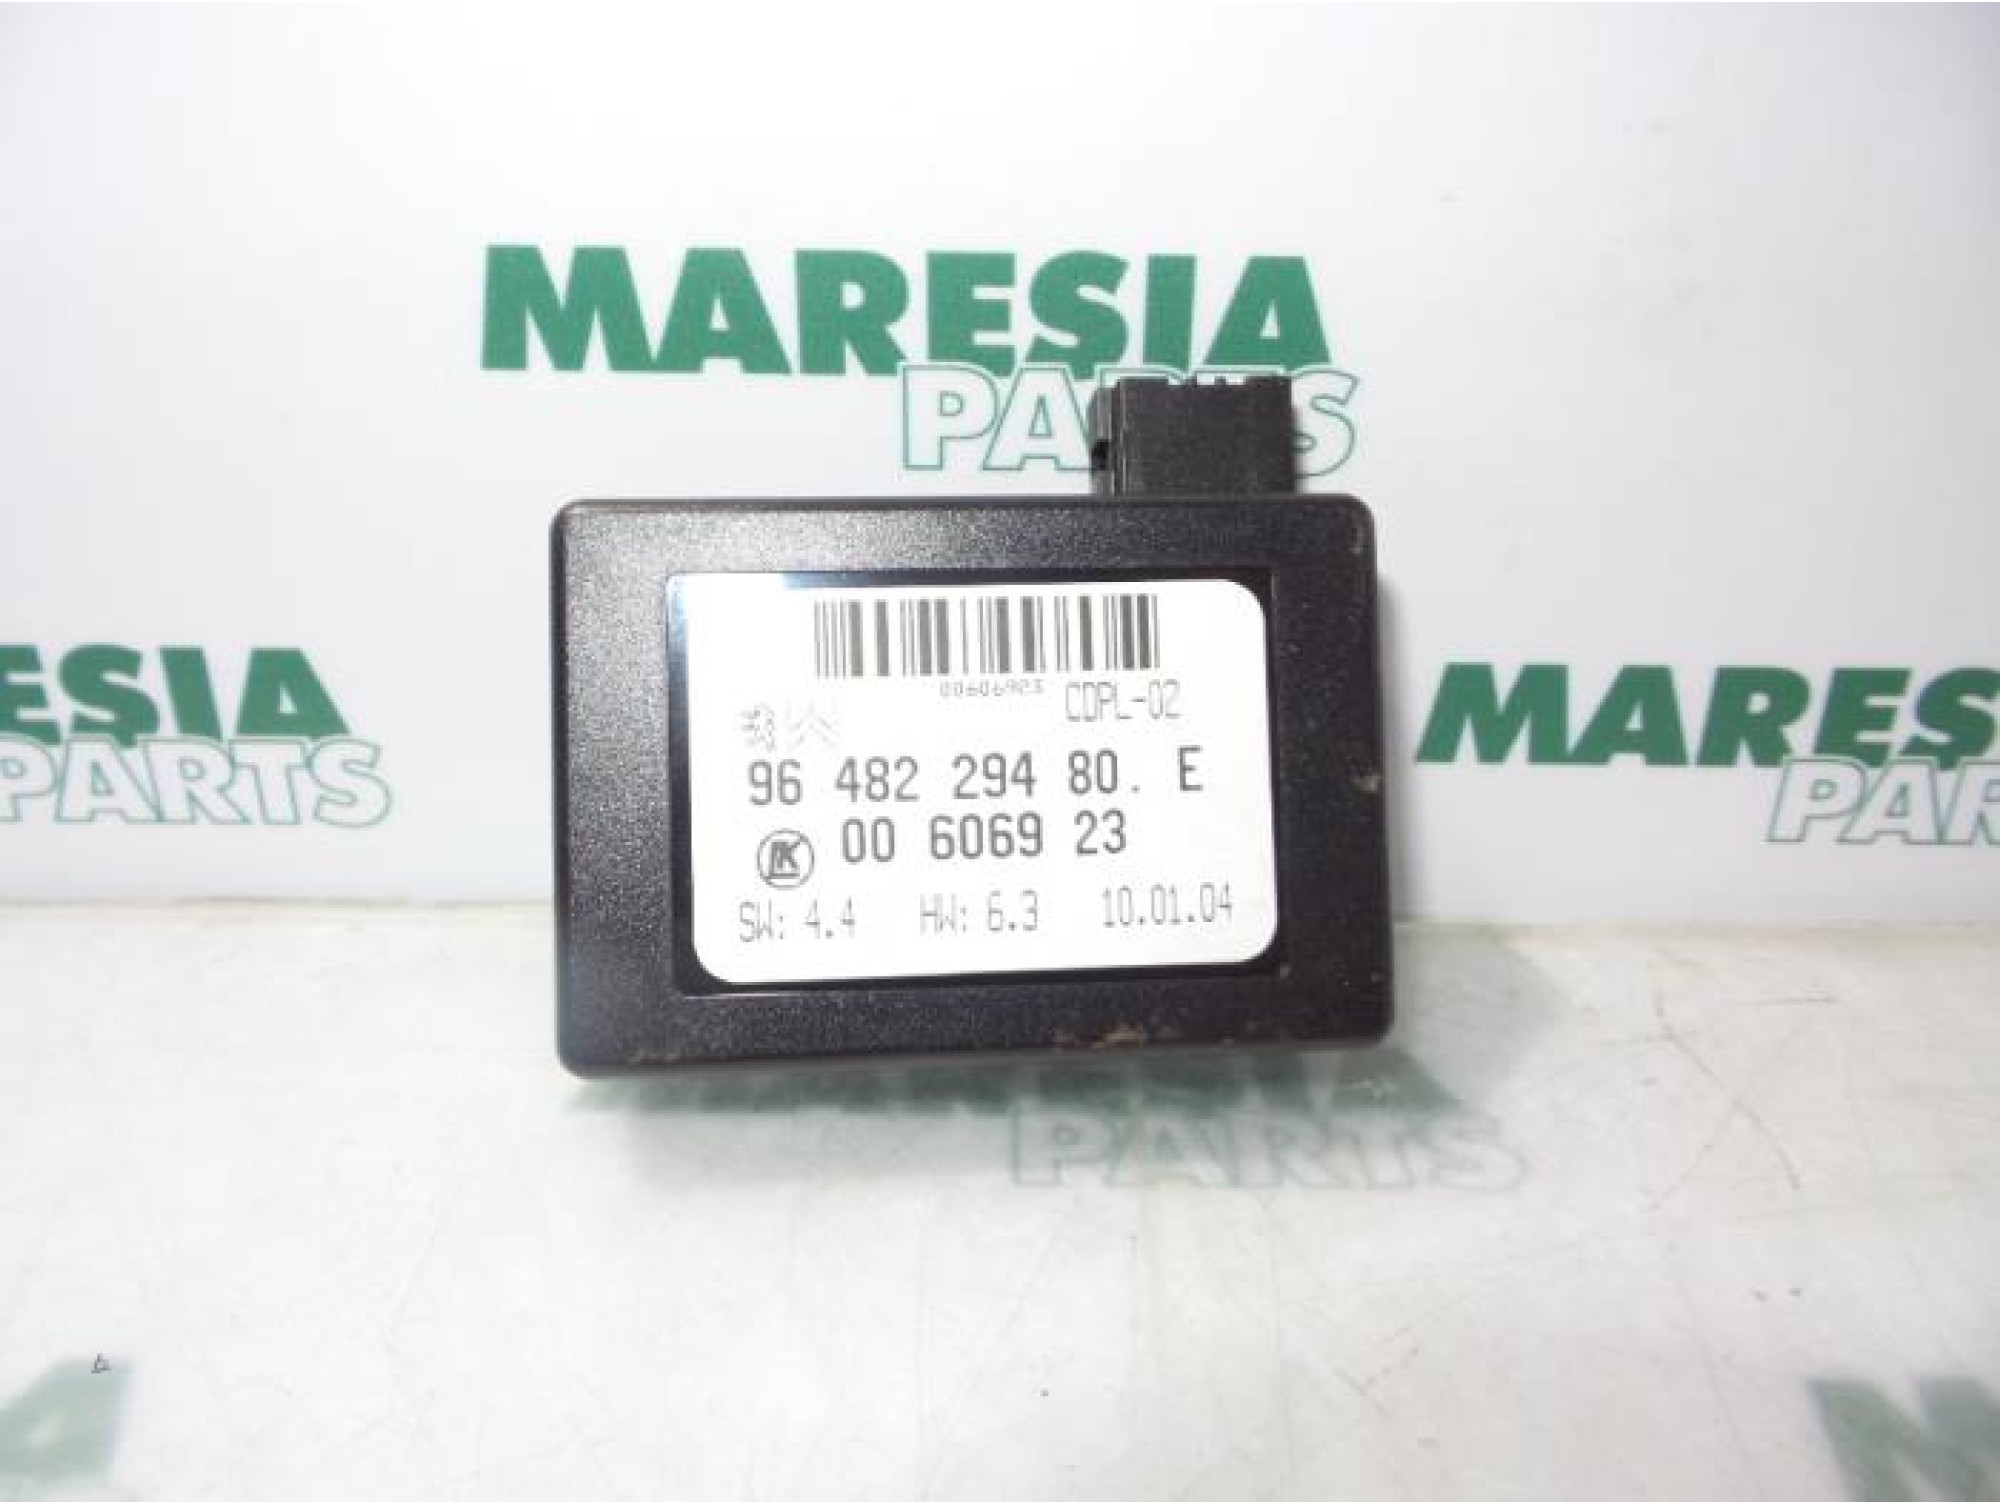 MARESIA
PARTS
MARESIA
PARTS
MARES
PAR
00606923
CDPL-02
96 482 294 80. E
00 6069 23
SW: 4.4 HW: 6.3 10.01.04
PARTS